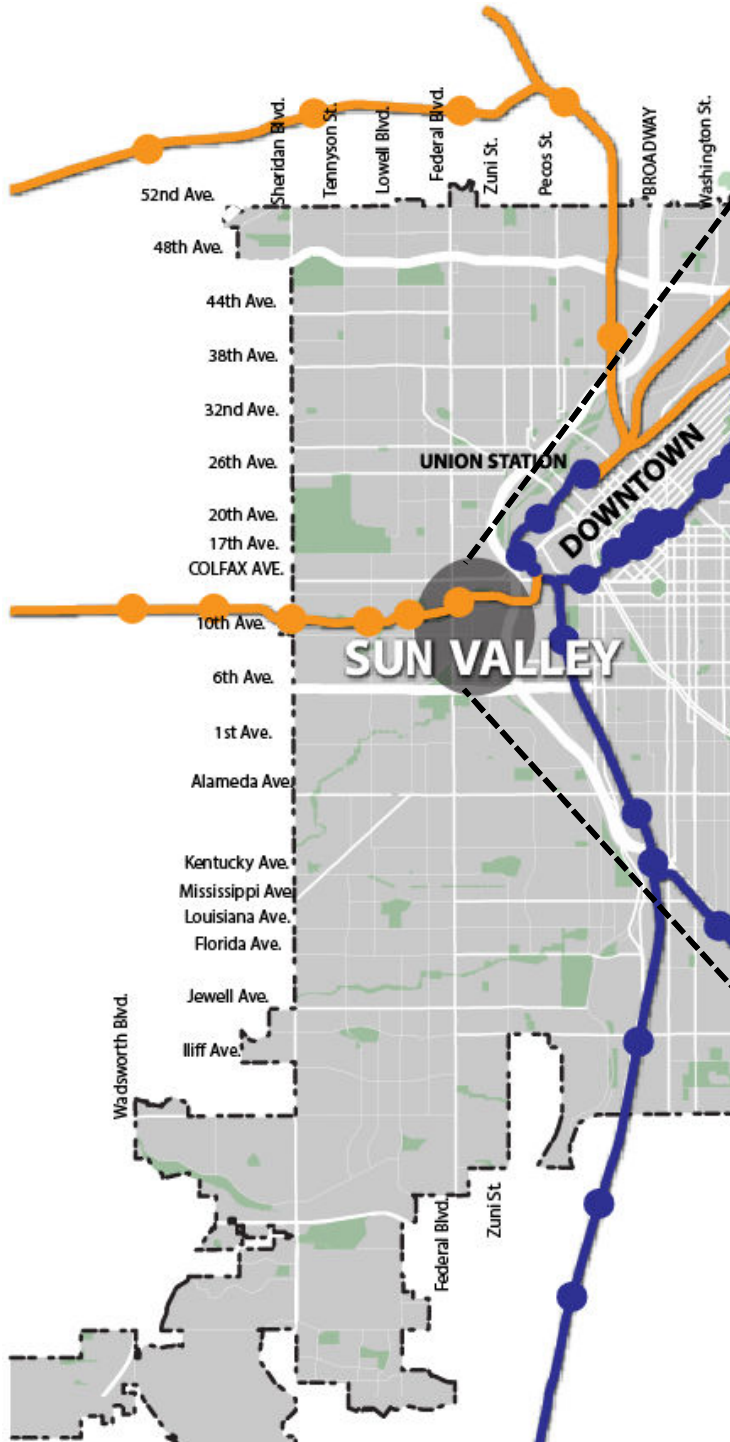 Sheridan Blvd.
Tennyson St.
Lowell Blvd.
Federal Blvd.
Zuni St.
Pecos St.
BROADWAY
Washington St.
52nd Ave.
48th Ave.
44th Ave.
38th Ave.
32nd Ave.
26th Ave.
UNION STATION
DOWNTOWN
20th Ave.
17th Ave.
COLFAX AVE.
10th Ave.
SUN VALLEY
6th Ave.
1st Ave.
Alameda Ave.
Kentucky Ave.
Mississippi Ave
Louisiana Ave.
Florida Ave.
Jewell Ave.
Iliff Ave.
Wadsworth Blvd.
Federal Blvd.
Zuni St.